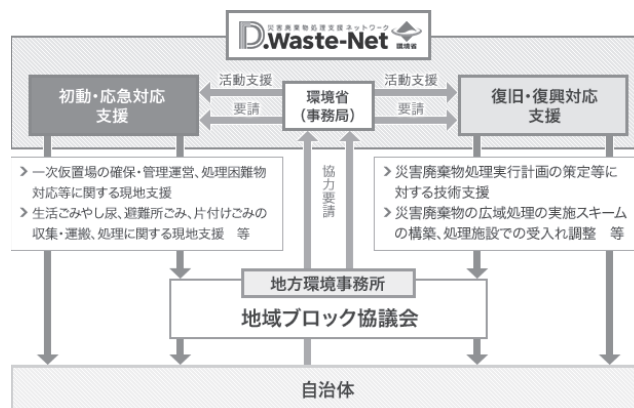 災害廃棄物処理支援ネットワーク
D.Waste-Net
環境省
初動・応急対応
支援
活動支援
要請
環境省
(事務局)
活動支援
要請
復旧・復興対応
支援
> 一次仮置場の確保・管理運営、処理困難物
対応等に関する現地支援
> 生活ごみやし尿、避難所ごみ、片付けごみの
収集・運搬、処理に関する現地支援 等
協力要請
> 災害廃棄物処理実行計画の策定等に
対する技術支援
> 災害廃棄物の広域処理の実施スキーム
の構築、処理施設での受入れ調整 等
地方環境事務所
地域ブロック協議会
自治体